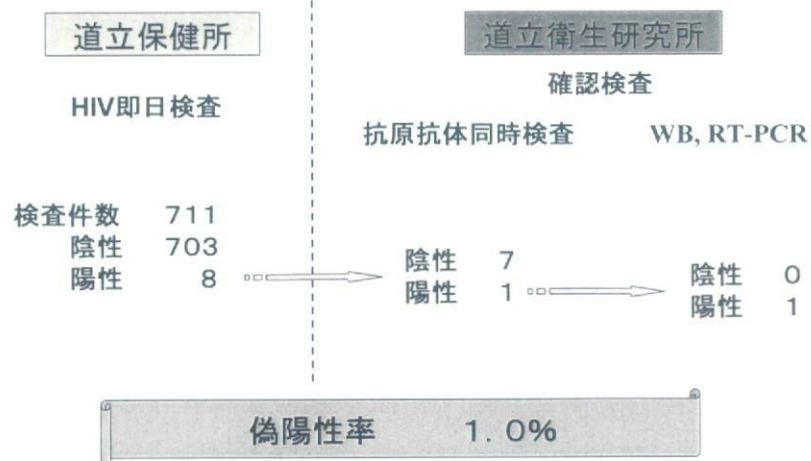 道立保健所
HIV即日検査
検査件数 711
陰性 703
陽性 8
道立衛生研究所
確認検査
抗原抗体同時検査 WB, RT-PCR
陰性 7
陽性 1
陰性 0
陽性 1
偽陽性率 1.0%